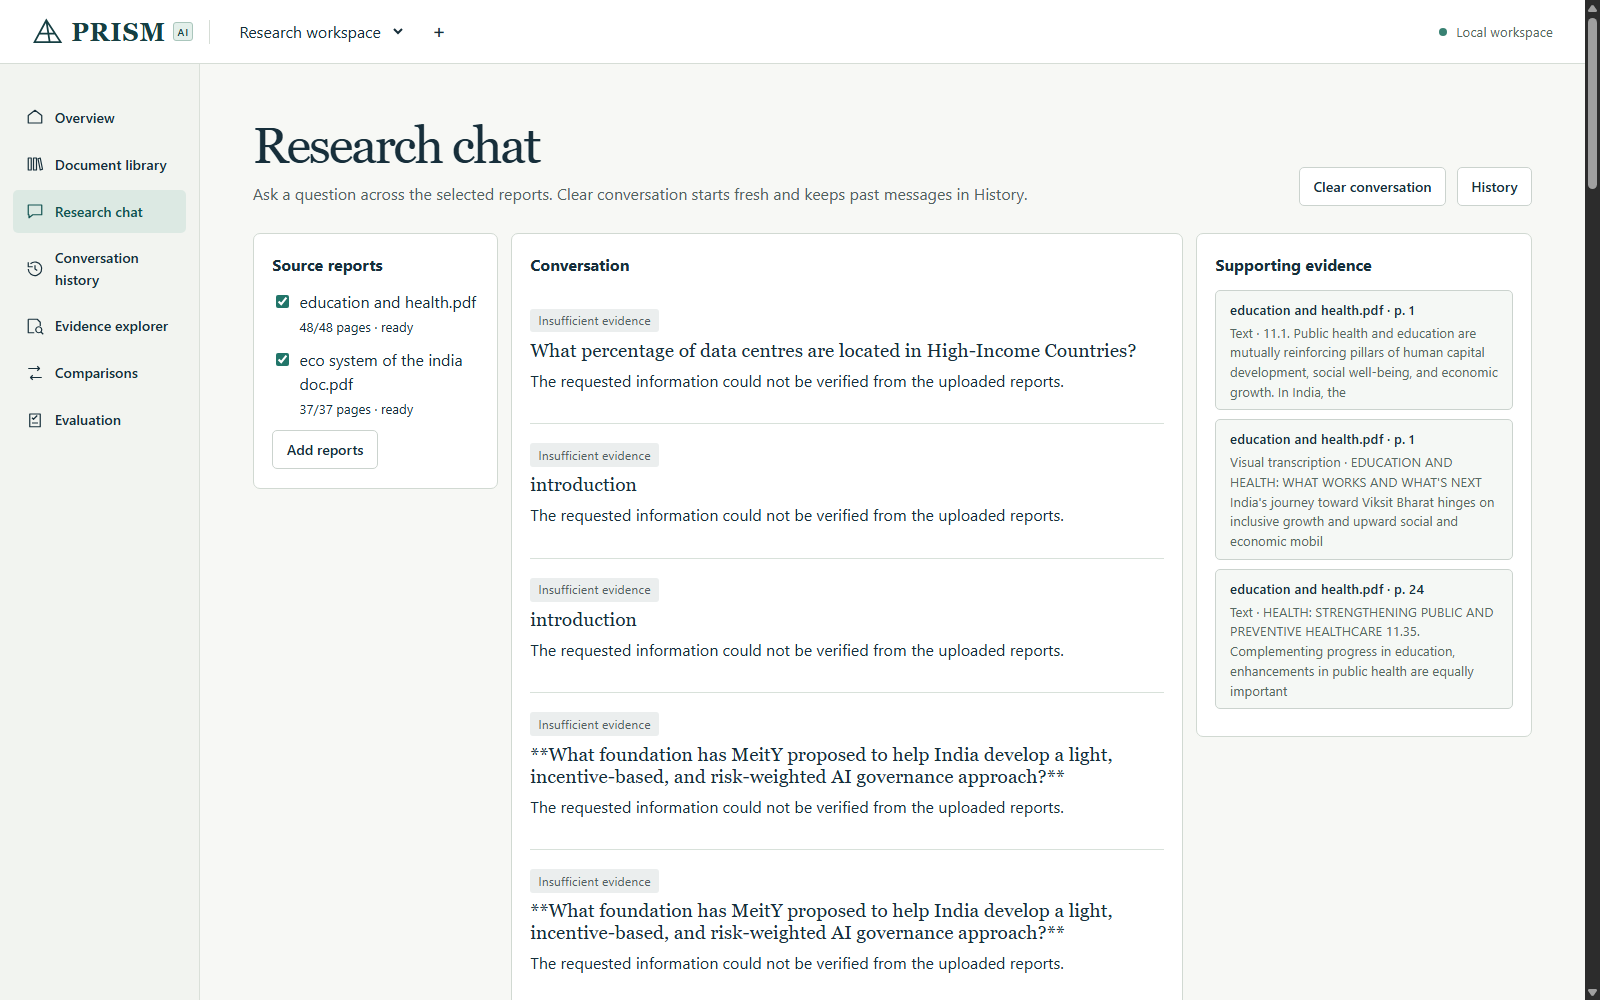 PRISM AI
Research workspace
+
Local workspace
Overview
Document library
Research chat
Conversation
history
Evidence explorer
Comparisons
Evaluation
Research chat
Ask a question across the selected reports. Clear conversation starts fresh and keeps past messages in History.
Clear conversation
History
Source reports
education and health.pdf
48/48 pages · ready
eco system of the india
doc.pdf
37/37 pages · ready
Add reports
Conversation
Insufficient evidence
What percentage of data centres are located in High-Income Countries?
The requested information could not be verified from the uploaded reports.
Insufficient evidence
introduction
The requested information could not be verified from the uploaded reports.
Insufficient evidence
introduction
The requested information could not be verified from the uploaded reports.
Insufficient evidence
**What foundation has MeitY proposed to help India develop a light,
incentive-based, and risk-weighted AI governance approach?**
The requested information could not be verified from the uploaded reports.
Insufficient evidence
**What foundation has MeitY proposed to help India develop a light,
incentive-based, and risk-weighted AI governance approach?**
The requested information could not be verified from the uploaded reports.
Supporting evidence
education and health.pdf · p. 1
Text · 11.1. Public health and education are
mutually reinforcing pillars of human capital
development, social well-being, and economic
growth. In India, the
education and health.pdf · p. 1
Visual transcription · EDUCATION AND
HEALTH: WHAT WORKS AND WHAT'S NEXT
India's journey toward Viksit Bharat hinges on
inclusive growth and upward social and
economic mobil
education and health.pdf · p. 24
Text · HEALTH: STRENGTHENING PUBLIC AND
PREVENTIVE HEALTHCARE 11.35.
Complementing progress in education,
enhancements in public health are equally
important